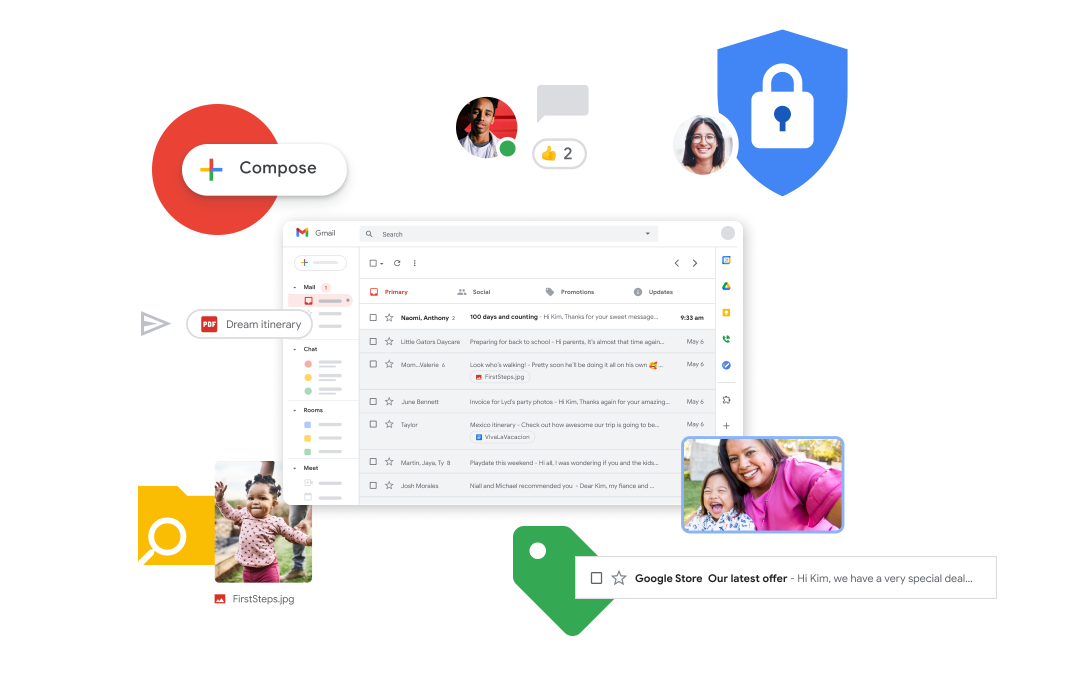 Compose
2
Gmail
Search
Mail
1
Primary
Social
Promotions
Updates
Naomi, Anthony 2 100 days and counting - Hi Kim, Thanks for your sweet message... 9:33 am
PDF Dream itinerary
Little Gators Daycare Preparing for back to school - Hi parents, It's almost that time again... May 6
Chat
Mom...Valerie 6 Look who's walking! - Pretty soon he'll be doing it all on his own 🥰... May 6
FirstSteps.jpg
June Bennett Invoice for Lyd's party photos - Hi Kim, Thanks again for your amazing... May 6
Rooms
Taylor Mexico itinerary - Check out how awesome our trip is going to be... May 6
VivaLaVacacion
Martin, Jaya, Ty 8 Playdate this weekend - Hi all, I was wondering if you and the kids...
Meet
Josh Morales Niall and Michael recommended you - Dear Kim, my fiance and ...
Google Store Our latest offer - Hi Kim, we have a very special deal...
FirstSteps.jpg